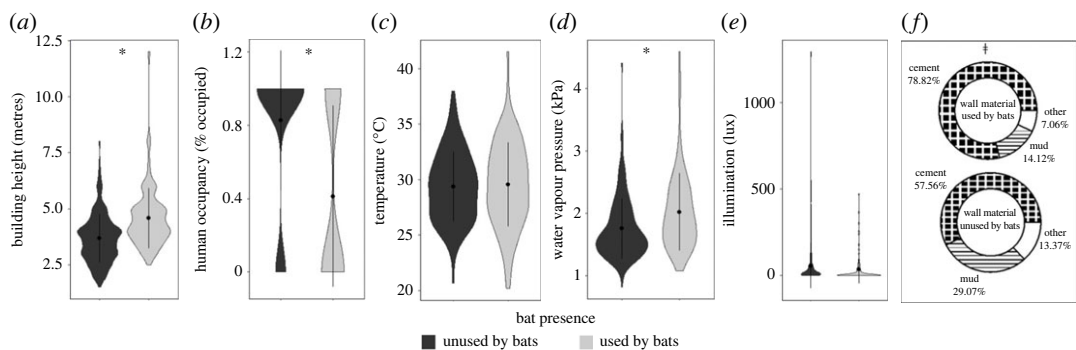 (a)
building height (metres)
12.5
10.0
7.5
5.0
2.5
*
(b)
human occupancy (% occupied)
1.2
0.8
0.4
0
*
(c)
temperature (°C)
40
35
30
25
20
(d)
water vapour pressure (kPa)
4
3
2
1
*
(e)
illumination (lux)
1000
500
0
(f)
ǂ
cement
78.82%
wall material
used by bats
other
7.06%
mud
14.12%
cement
57.56%
wall material
unused by bats
other
13.37%
mud
29.07%
bat presence
unused by bats
used by bats